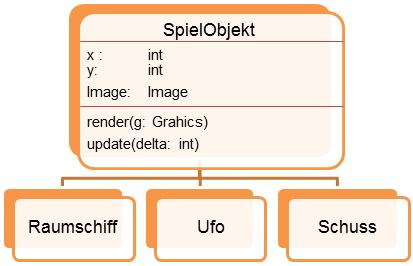 SpielObjekt
x : int
y: int
Image: Image
render(g: Grahics)
update(delta: int)
Raumschiff Ufo Schuss